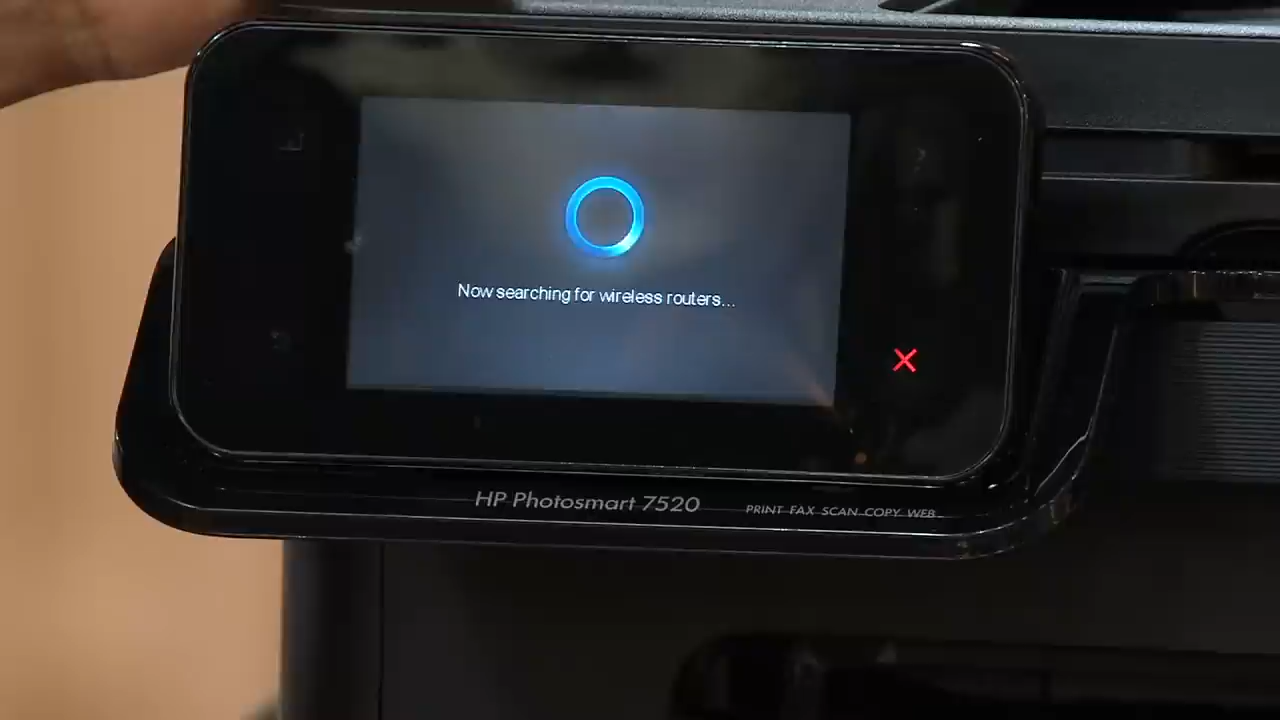 Now searching for wireless routers...
HP Photosmart 7520
PRINT FAX SCAN COPY WEB